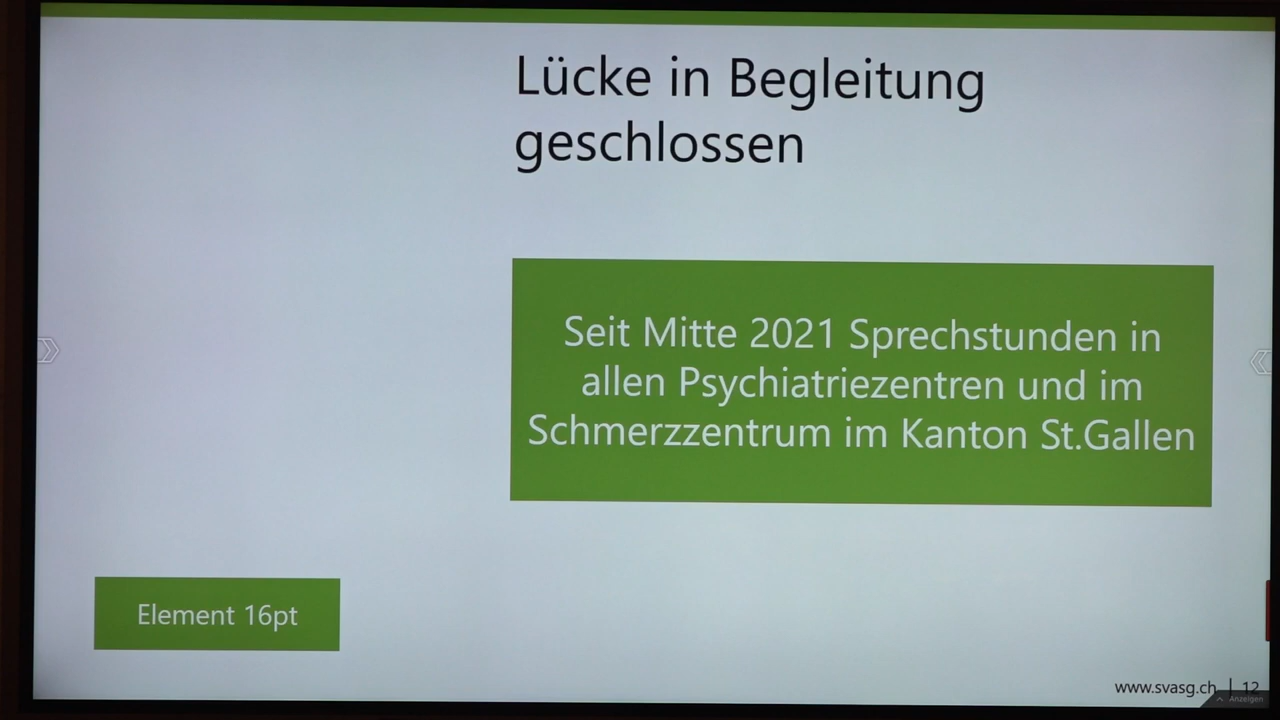 Lücke in Begleitung
geschlossen
Seit Mitte 2021 Sprechstunden in
allen Psychiatriezentren und im
Schmerzzentrum im Kanton St.Gallen
Element 16pt
www.svasg.ch | 12
Anzeigen